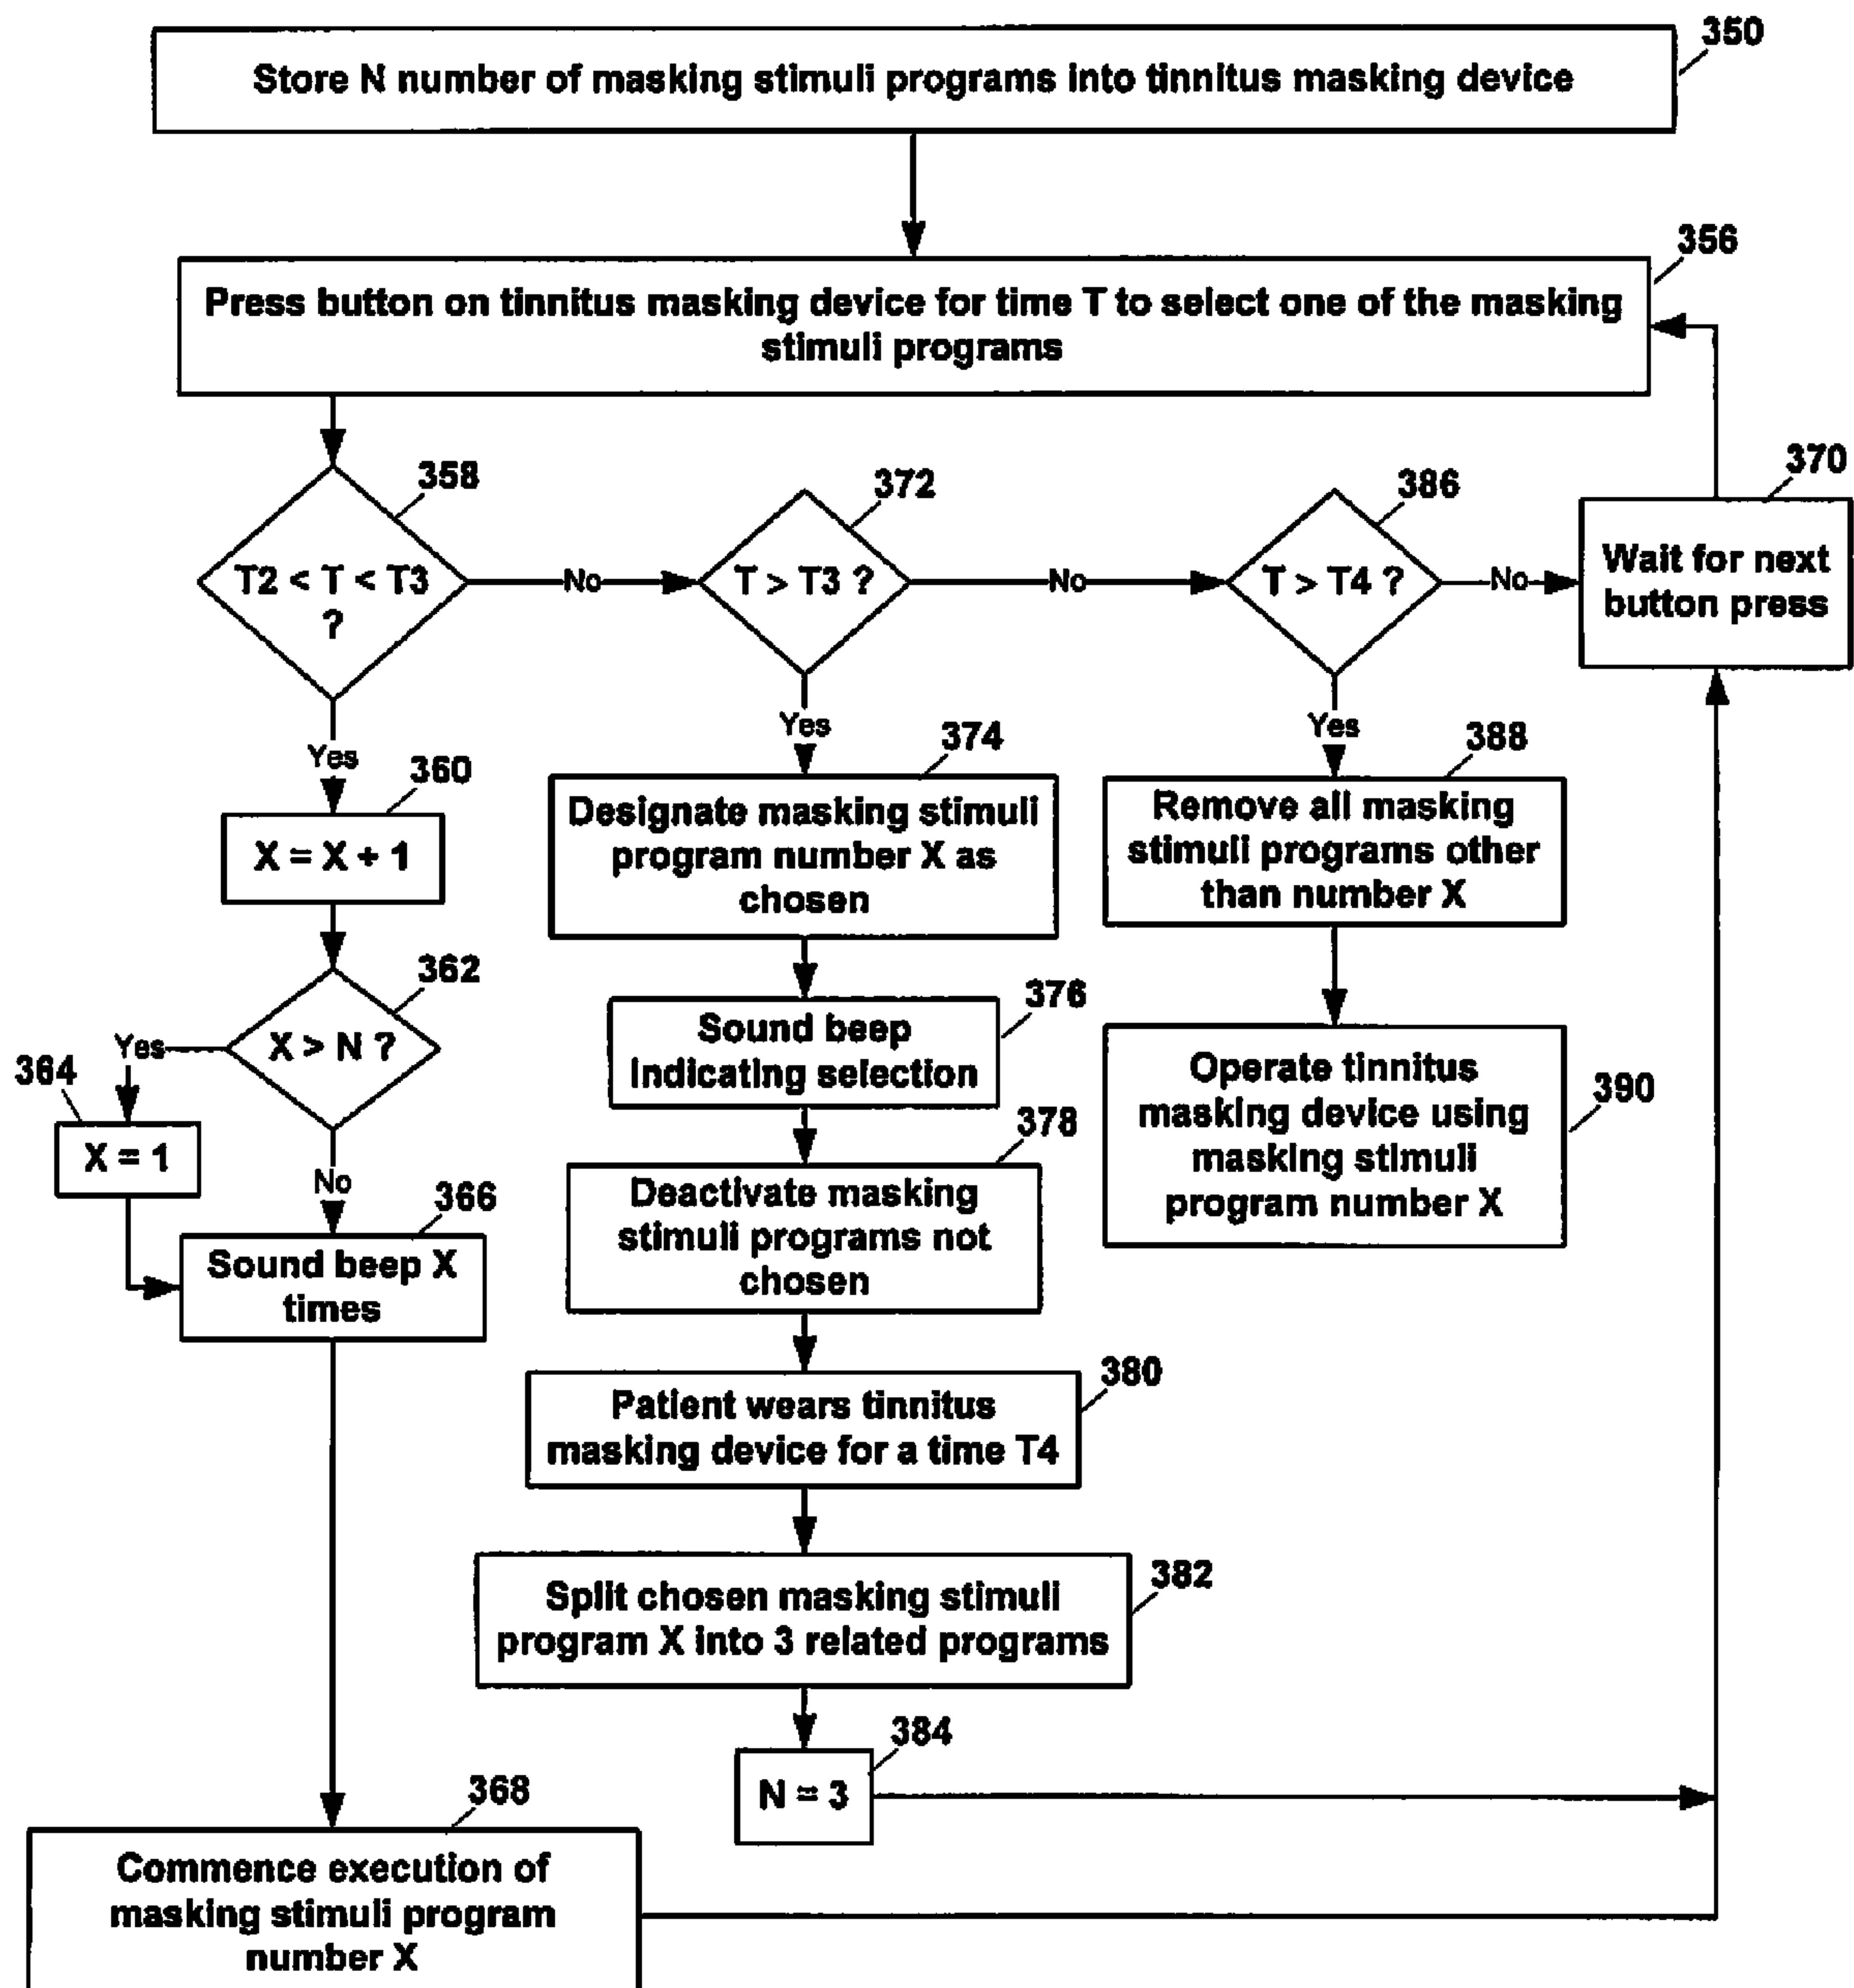 350
Store N number of masking stimuli programs into tinnitus masking device
356
Press button on tinnitus masking device for time T to select one of the masking
stimuli programs
358
T2 < T < T3
?
No
372
T > T3 ?
No
386
T > T4 ?
No
370
Wait for next
button press
Yes
360
X = X + 1
362
X > N ?
Yes
364
X = 1
No
366
Sound beep X
times
368
Commence execution of
masking stimuli program
number X
Yes
374
Designate masking stimuli
program number X as
chosen
376
Sound beep
indicating selection
378
Deactivate masking
stimuli programs not
chosen
380
Patient wears tinnitus
masking device for a time T4
382
Split chosen masking stimuli
program X into 3 related programs
384
N = 3
Yes
388
Remove all masking
stimuli programs other
than number X
390
Operate tinnitus
masking device using
masking stimuli
program number X